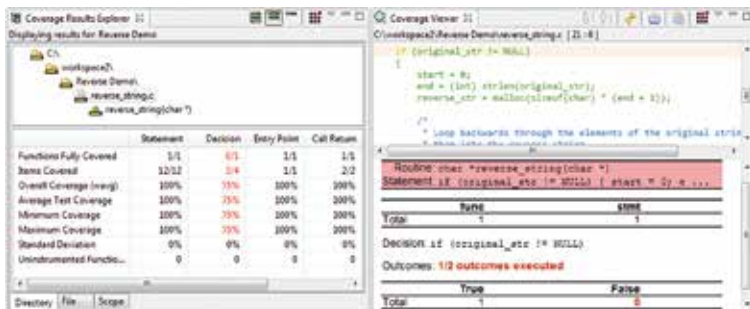 Coverage Results Explorer
Displaying results for: Reverse Demo
C:\
workspace2\
Reverse Demo\
reverse_string.c
reverse_string(char *)
Statement Decision Entry Point Call Return
Functions Fully Covered 1/1 0/1 1/1 1/1
Items Covered 12/12 3/4 1/1 2/2
Overall Coverage (wavg) 100% 75% 100% 100%
Average Test Coverage 100% 75% 100% 100%
Minimum Coverage 100% 75% 100% 100%
Maximum Coverage 100% 75% 100% 100%
Standard Deviation 0% 0% 0% 0%
Uninstrumented Functio... 0 0 0 0
Directory File Scope
Coverage Viewer
C:\workspace2\Reverse Demo\reverse_string.c [21:6]
if (original_str != NULL)
{
start = 0;
end = (int) strlen(original_str);
reverse_str = malloc(sizeof(char) * (end + 1));
/*
* Loop backwards through the elements of the original strin
Routine: char *reverse_string(char *)
Statement: if (original_str != NULL) { start = 0; e ...
func stmt
Total 1 1
Decision: if (original_str != NULL)
Outcomes: 1/2 outcomes executed
True False
Total 1 0